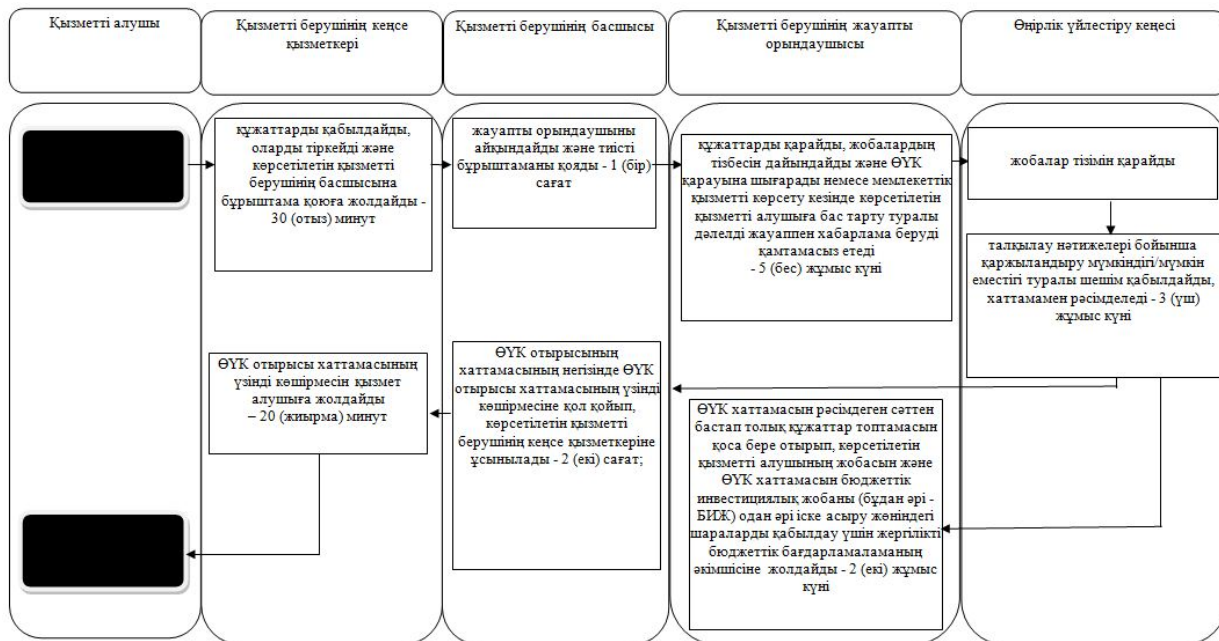 Қызметті алушы
Қызметті берушінің кеңсе
қызметкері
Қызметті берушінің басшысы
Қызметті берушінің жауапты
орындаушысы
Өңірлік үйлестіру кеңесі
құжаттарды қабылдайды,
оларды тіркейді және
көрсетілетін қызметті
берушінің басшысына
бұрыштама қоюға жолдайды -
30 (отыз) минут
жауапты орындаушыны
айқындайды және тиісті
бұрыштаманы қояды - 1 (бір)
сағат
құжаттарды қарайды, жобалардың
тізбесін дайындайды және ӨҮК
қарауына шығарады немесе мемлекеттік
қызметті көрсету кезінде көрсетілетін
қызметті алушыға бас тарту туралы
дәлелді жауаппен хабарлама беруді
қамтамасыз етеді
- 5 (бес) жұмыс күні
жобалар тізімін қарайды
талқылау нәтижелері бойынша
қаржыландыру мүмкіндігі/мүмкін
еместігі туралы шешім қабылдайды,
хаттамамен рәсімделеді - 3 (үш)
жұмыс күні
ӨҮК отырысы хаттамасының
үзінді көшірмесін қызмет
алушыға жолдайды
– 20 (жиырма) минут
ӨҮК отырысының
хаттамасының негізінде ӨҮК
отырысы хаттамасының үзінді
көшірмесіне қол қойып,
көрсетілетін қызметті
берушінің кеңсе қызметкеріне
ұсынылады - 2 (екі) сағат;
ӨҮК хаттамасын рәсімдеген сәттен
бастап толық құжаттар топтамасын
қоса бере отырып, көрсетілетін
қызметті алушының жобасын және
ӨҮК хаттамасын бюджеттік
инвестициялық жобаны (бұдан әрі -
БИЖ) одан әрі іске асыру жөніндегі
шараларды қабылдау үшін жергілікті
бюджеттік бағдарламаламаның
әкімшісіне жолдайды - 2 (екі) жұмыс
күні